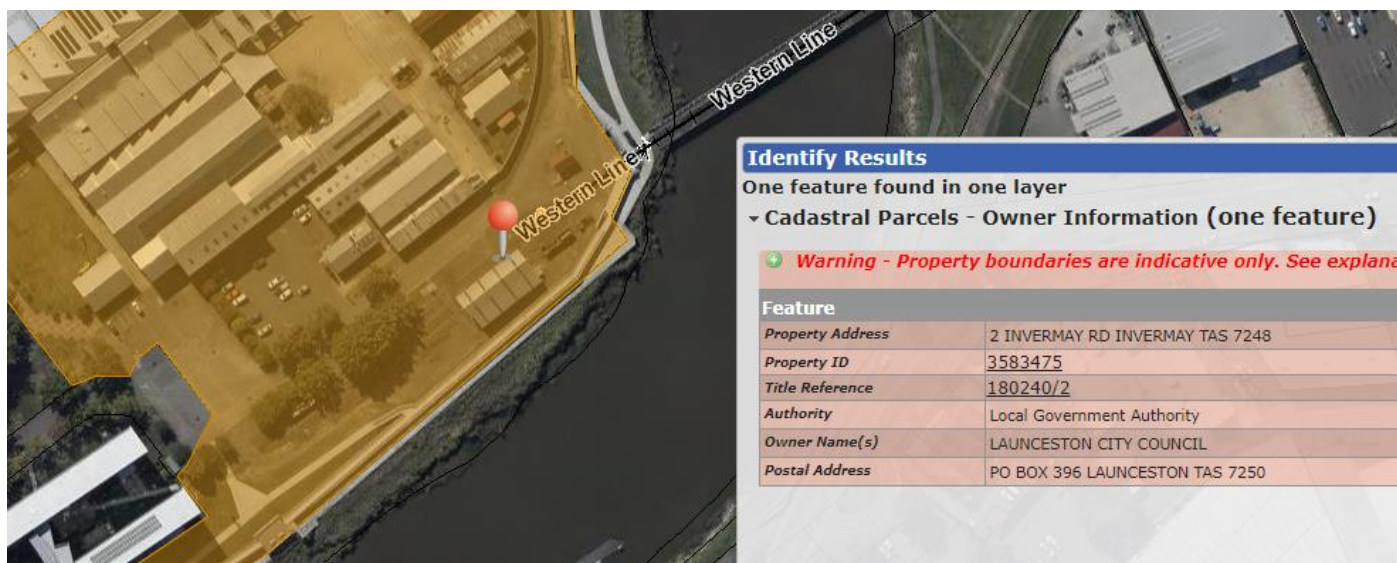 Western Line
Western Line
Identify Results
One feature found in one layer
Cadastral Parcels - Owner Information (one feature)
Warning - Property boundaries are indicative only. See explana
Feature
Property Address 2 INVERMAY RD INVERMAY TAS 7248
Property ID 3583475
Title Reference 180240/2
Authority Local Government Authority
Owner Name(s) LAUNCESTON CITY COUNCIL
Postal Address PO BOX 396 LAUNCESTON TAS 7250